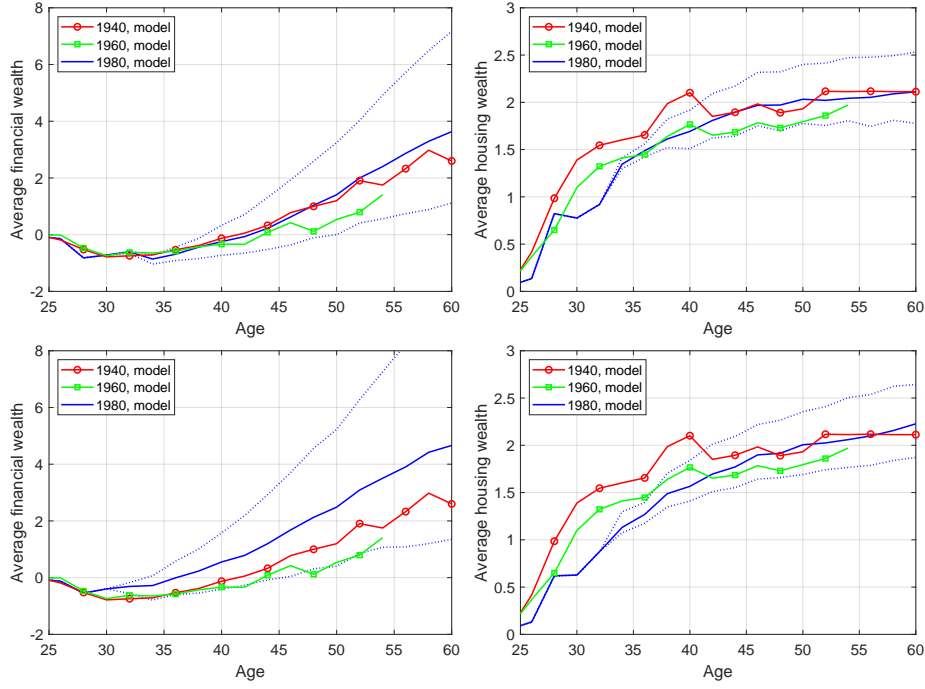 8
6
4
2
0
-2
Average financial wealth
1940, model
1960, model
1980, model
25 30 35 40 45 50 55 60
Age
3
2.5
2
1.5
1
0.5
0
Average housing wealth
1940, model
1960, model
1980, model
25 30 35 40 45 50 55 60
Age
8
6
4
2
0
-2
Average financial wealth
1940, model
1960, model
1980, model
25 30 35 40 45 50 55 60
Age
3
2.5
2
1.5
1
0.5
0
Average housing wealth
1940, model
1960, model
1980, model
25 30 35 40 45 50 55 60
Age